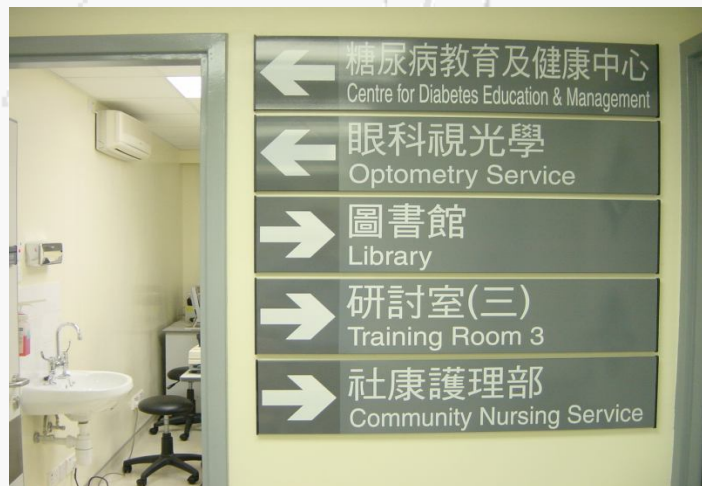 糖尿病教育及健康中心
Centre for Diabetes Education & Management
眼科視光學
Optometry Service
圖書館
Library
研討室(三)
Training Room 3
社康護理部
Community Nursing Service